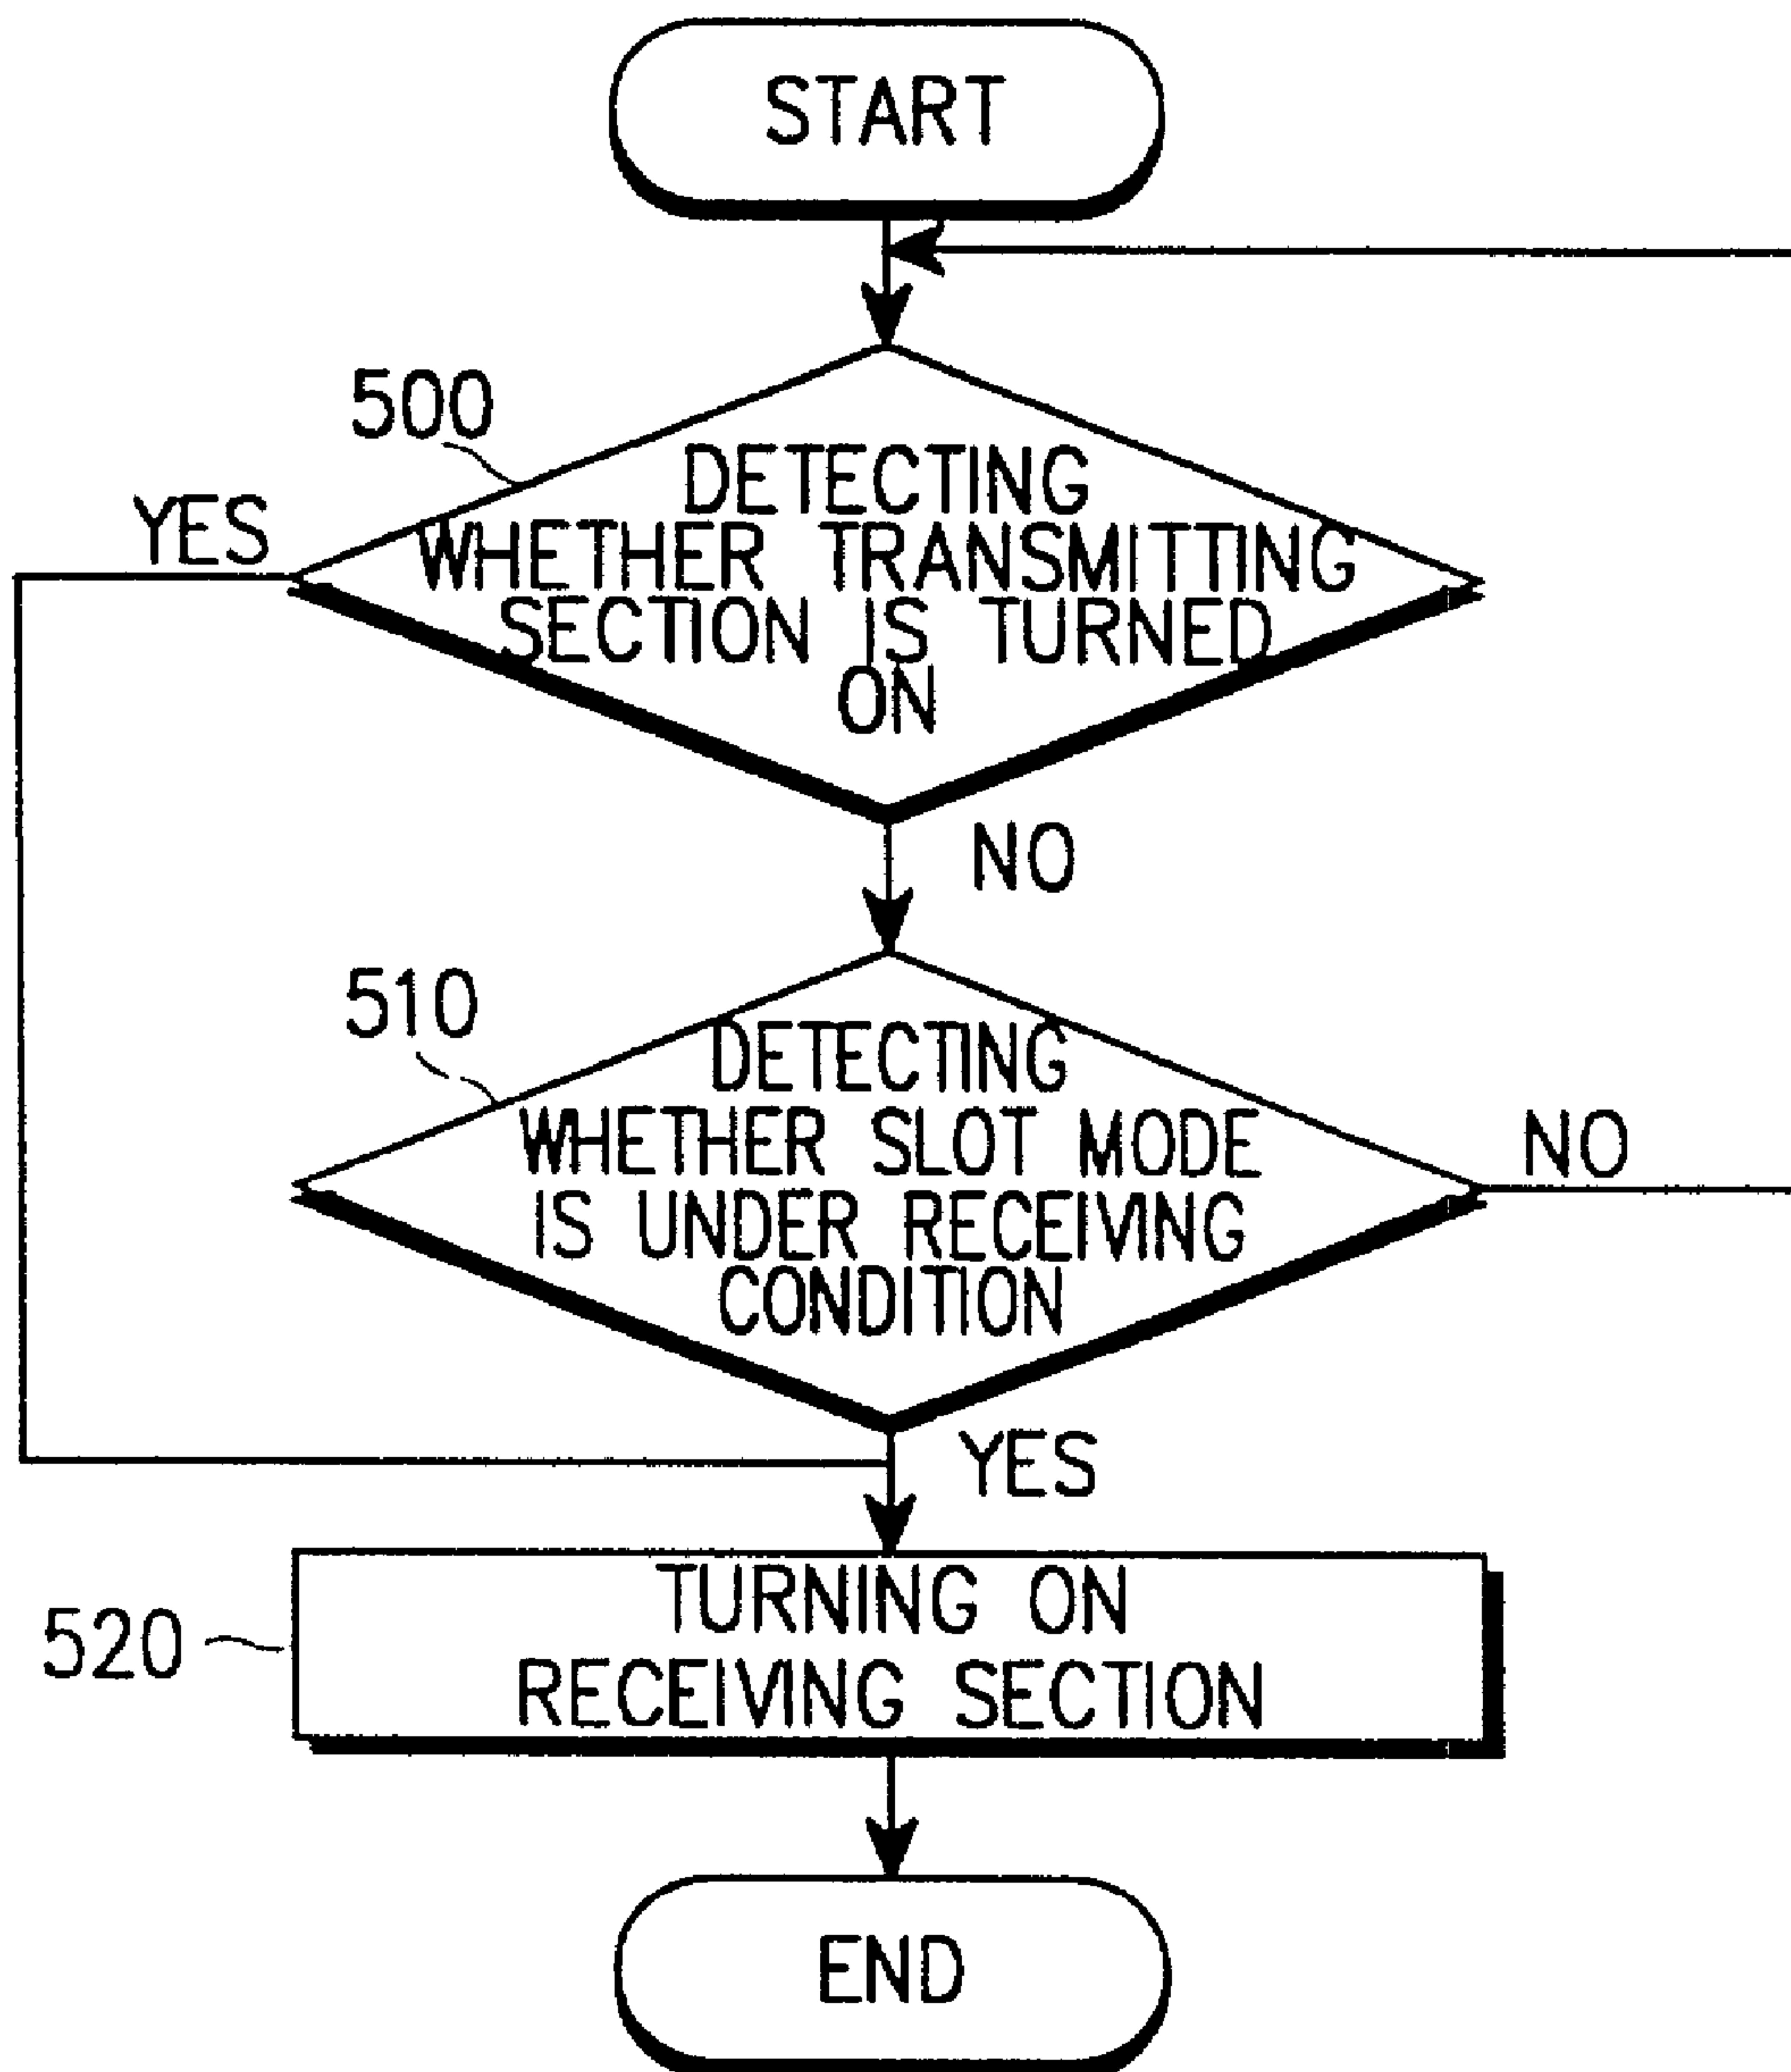 START
500
YES
DETECTING
WHETHER TRANSMITTING
SECTION IS TURNED
ON
NO
510
DETECTING
WHETHER SLOT MODE
IS UNDER RECEIVING
CONDITION
NO
YES
520
TURNING ON
RECEIVING SECTION
END